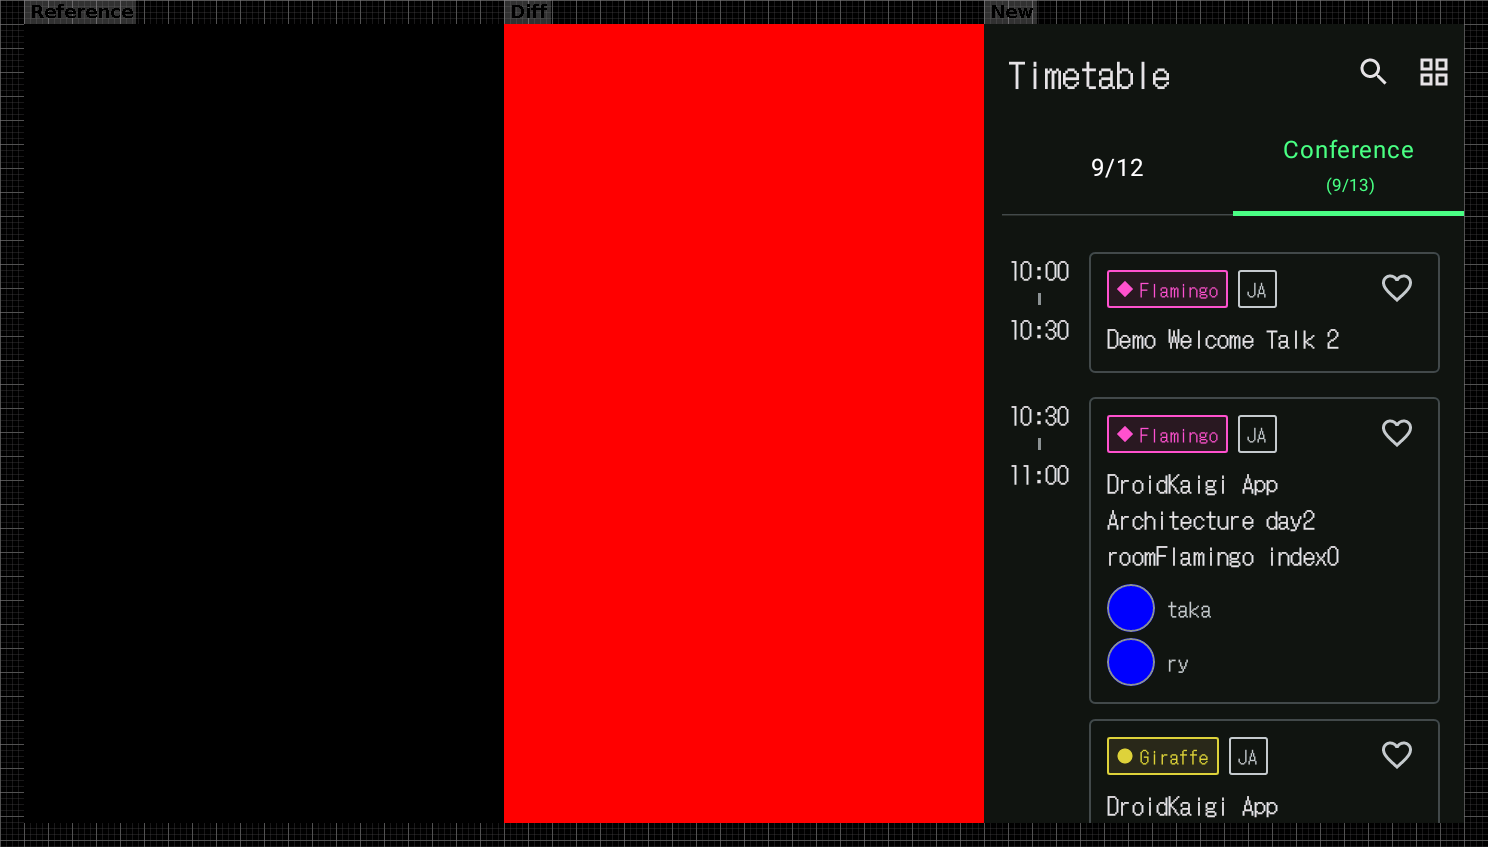 Reference
Diff
New
Timetable
9/12
Conference
(9/13)
10:00
10:30
Flamingo
JA
Demo Welcome Talk 2
10:30
11:00
Flamingo
JA
DroidKaigi App
Architecture day2
roomFlamingo index0
taka
ry
Giraffe
JA
DroidKaigi App